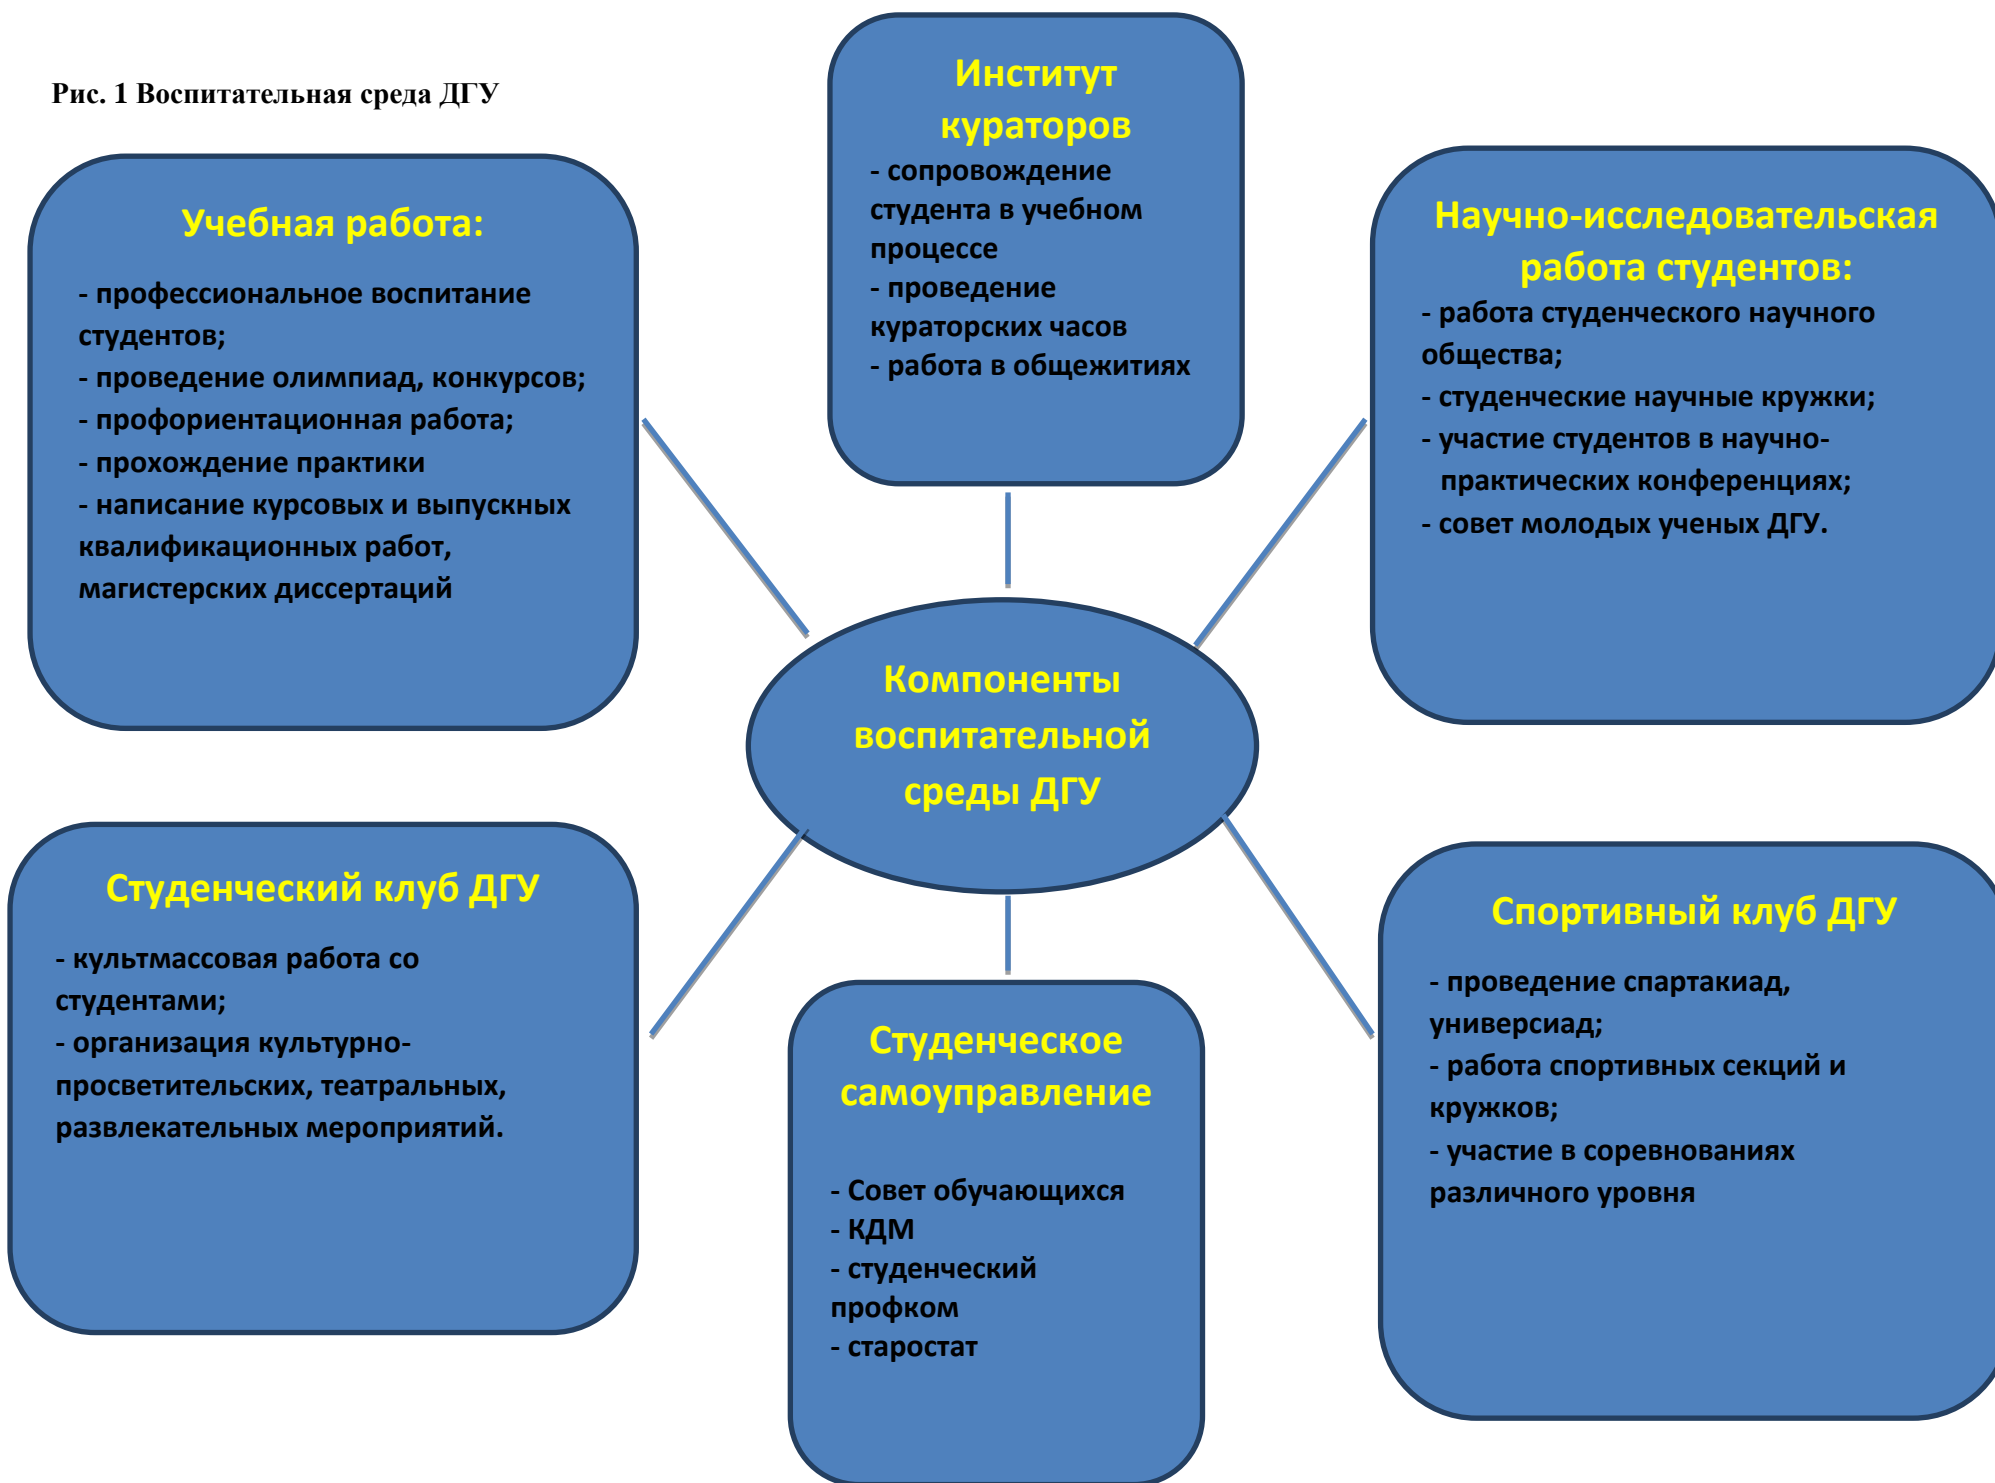 Рис. 1 Воспитательная среда ДГУ
Институт
кураторов
- сопровождение
студента в учебном
процессе
- проведение
кураторских часов
- работа в общежитиях
Учебная работа:
- профессиональное воспитание
студентов;
- проведение олимпиад, конкурсов;
- профориентационная работа;
- прохождение практики
- написание курсовых и выпускных
квалификационных работ,
магистерских диссертаций
Научно-исследовательская
работа студентов:
- работа студенческого научного
общества;
- студенческие научные кружки;
- участие студентов в научно-
практических конференциях;
- совет молодых ученых ДГУ.
Компоненты
воспитательной
среды ДГУ
Студенческий клуб ДГУ
- культмассовая работа со
студентами;
- организация культурно-
просветительских, театральных,
развлекательных мероприятий.
Студенческое
самоуправление
- Совет обучающихся
- КДМ
- студенческий
профком
- старостат
Спортивный клуб ДГУ
- проведение спартакиад,
универсиад;
- работа спортивных секций и
кружков;
- участие в соревнованиях
различного уровня